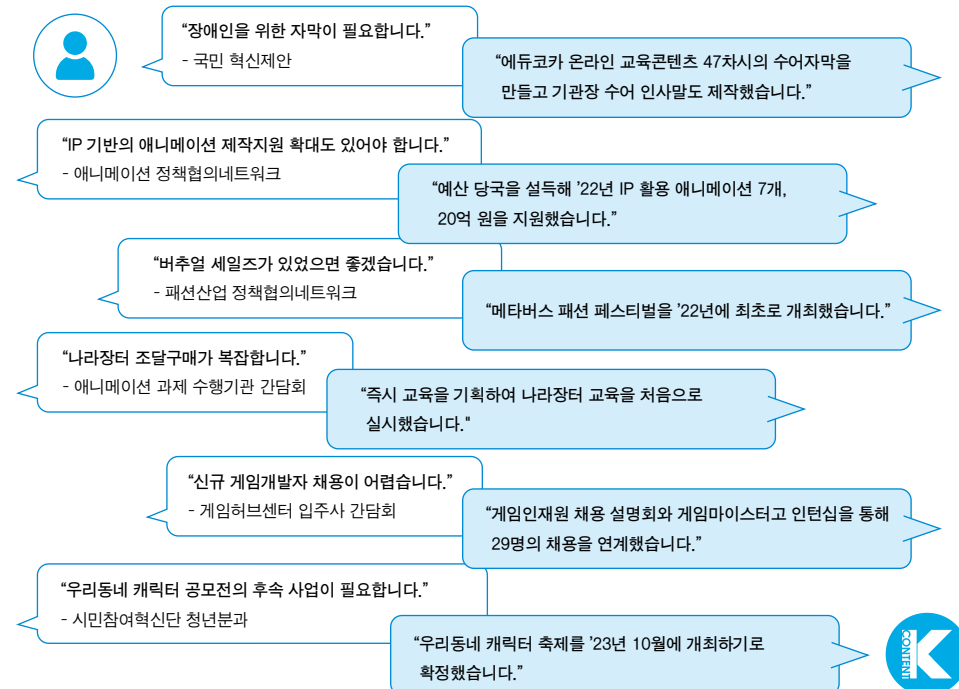 “장애인을 위한 자막이 필요합니다.”
- 국민 혁신제안
“에듀코카 온라인 교육콘텐츠 47차시의 수어자막을
만들고 기관장 수어 인사말도 제작했습니다.”
“IP 기반의 애니메이션 제작지원 확대도 있어야 합니다.”
- 애니메이션 정책협의네트워크
“예산 당국을 설득해 ’22년 IP 활용 애니메이션 7개,
20억 원을 지원했습니다.”
“버추얼 세일즈가 있었으면 좋겠습니다.”
- 패션산업 정책협의네트워크
“메타버스 패션 페스티벌을 ’22년에 최초로 개최했습니다.”
“나라장터 조달구매가 복잡합니다.”
- 애니메이션 과제 수행기관 간담회
“즉시 교육을 기획하여 나라장터 교육을 처음으로
실시했습니다."
“신규 게임개발자 채용이 어렵습니다.”
- 게임허브센터 입주사 간담회
“게임인재원 채용 설명회와 게임마이스터고 인턴십을 통해
29명의 채용을 연계했습니다.”
“우리동네 캐릭터 공모전의 후속 사업이 필요합니다.”
- 시민참여혁신단 청년분과
“우리동네 캐릭터 축제를 ’23년 10월에 개최하기로
확정했습니다.”
K
CONTENT